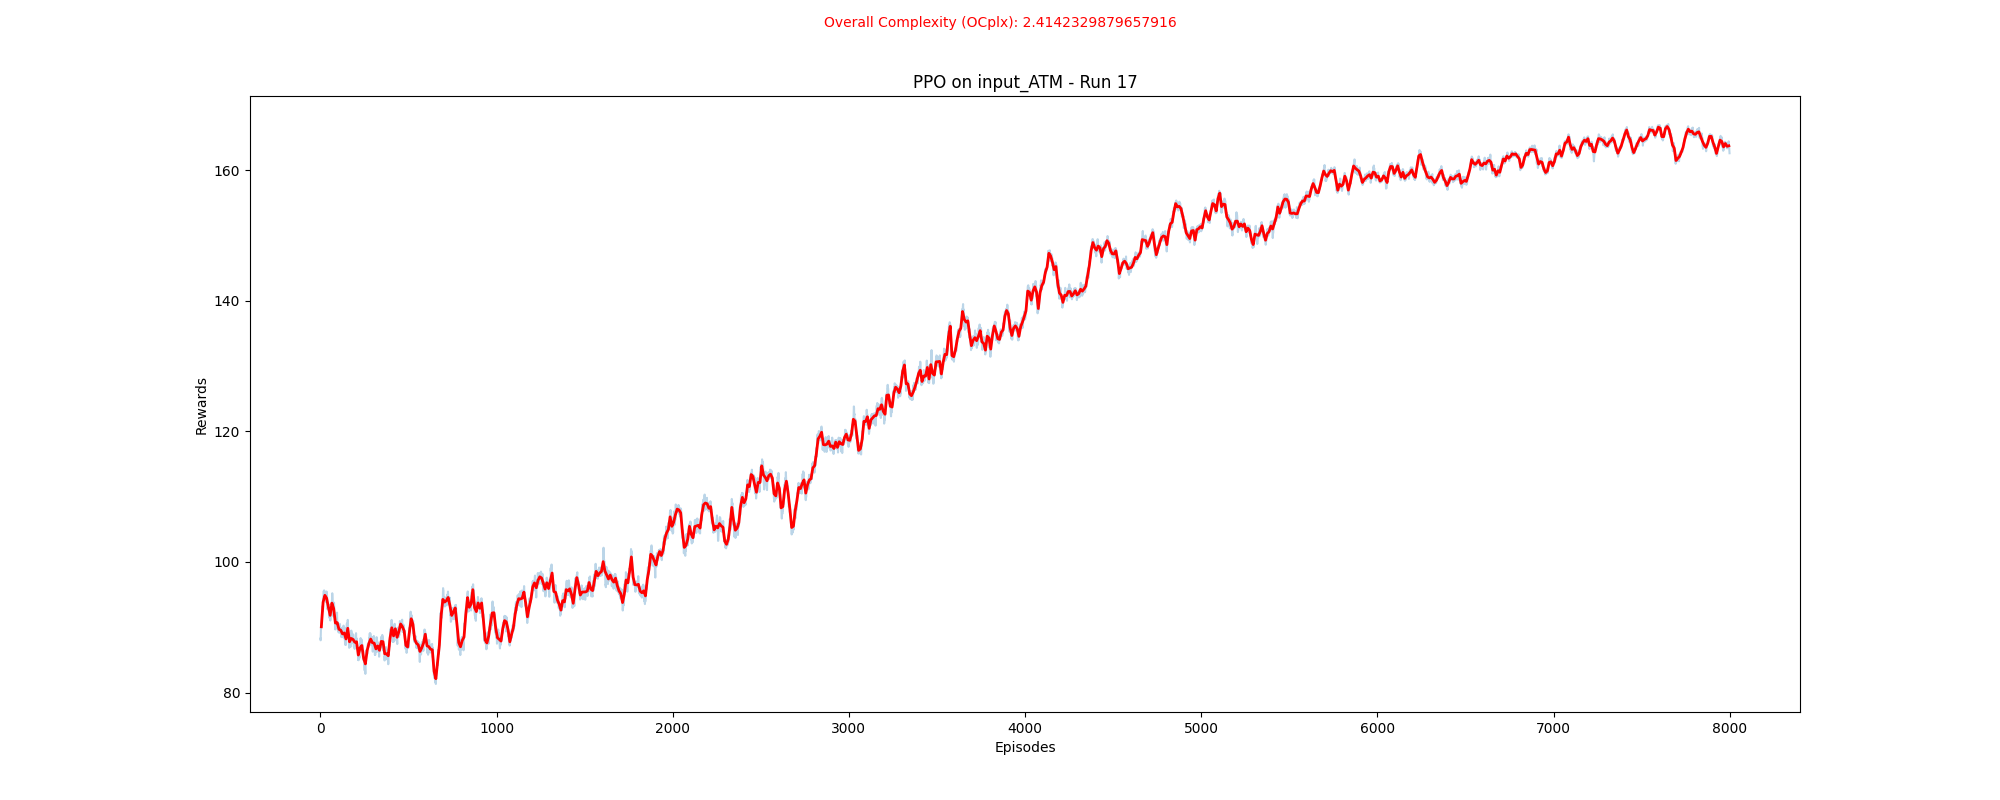 Overall Complexity (OCplx): 2.4142329879657916
PPO on input_ATM - Run 17
Rewards
160
140
120
100
80
0 1000 2000 3000 4000 5000 6000 7000 8000
Episodes